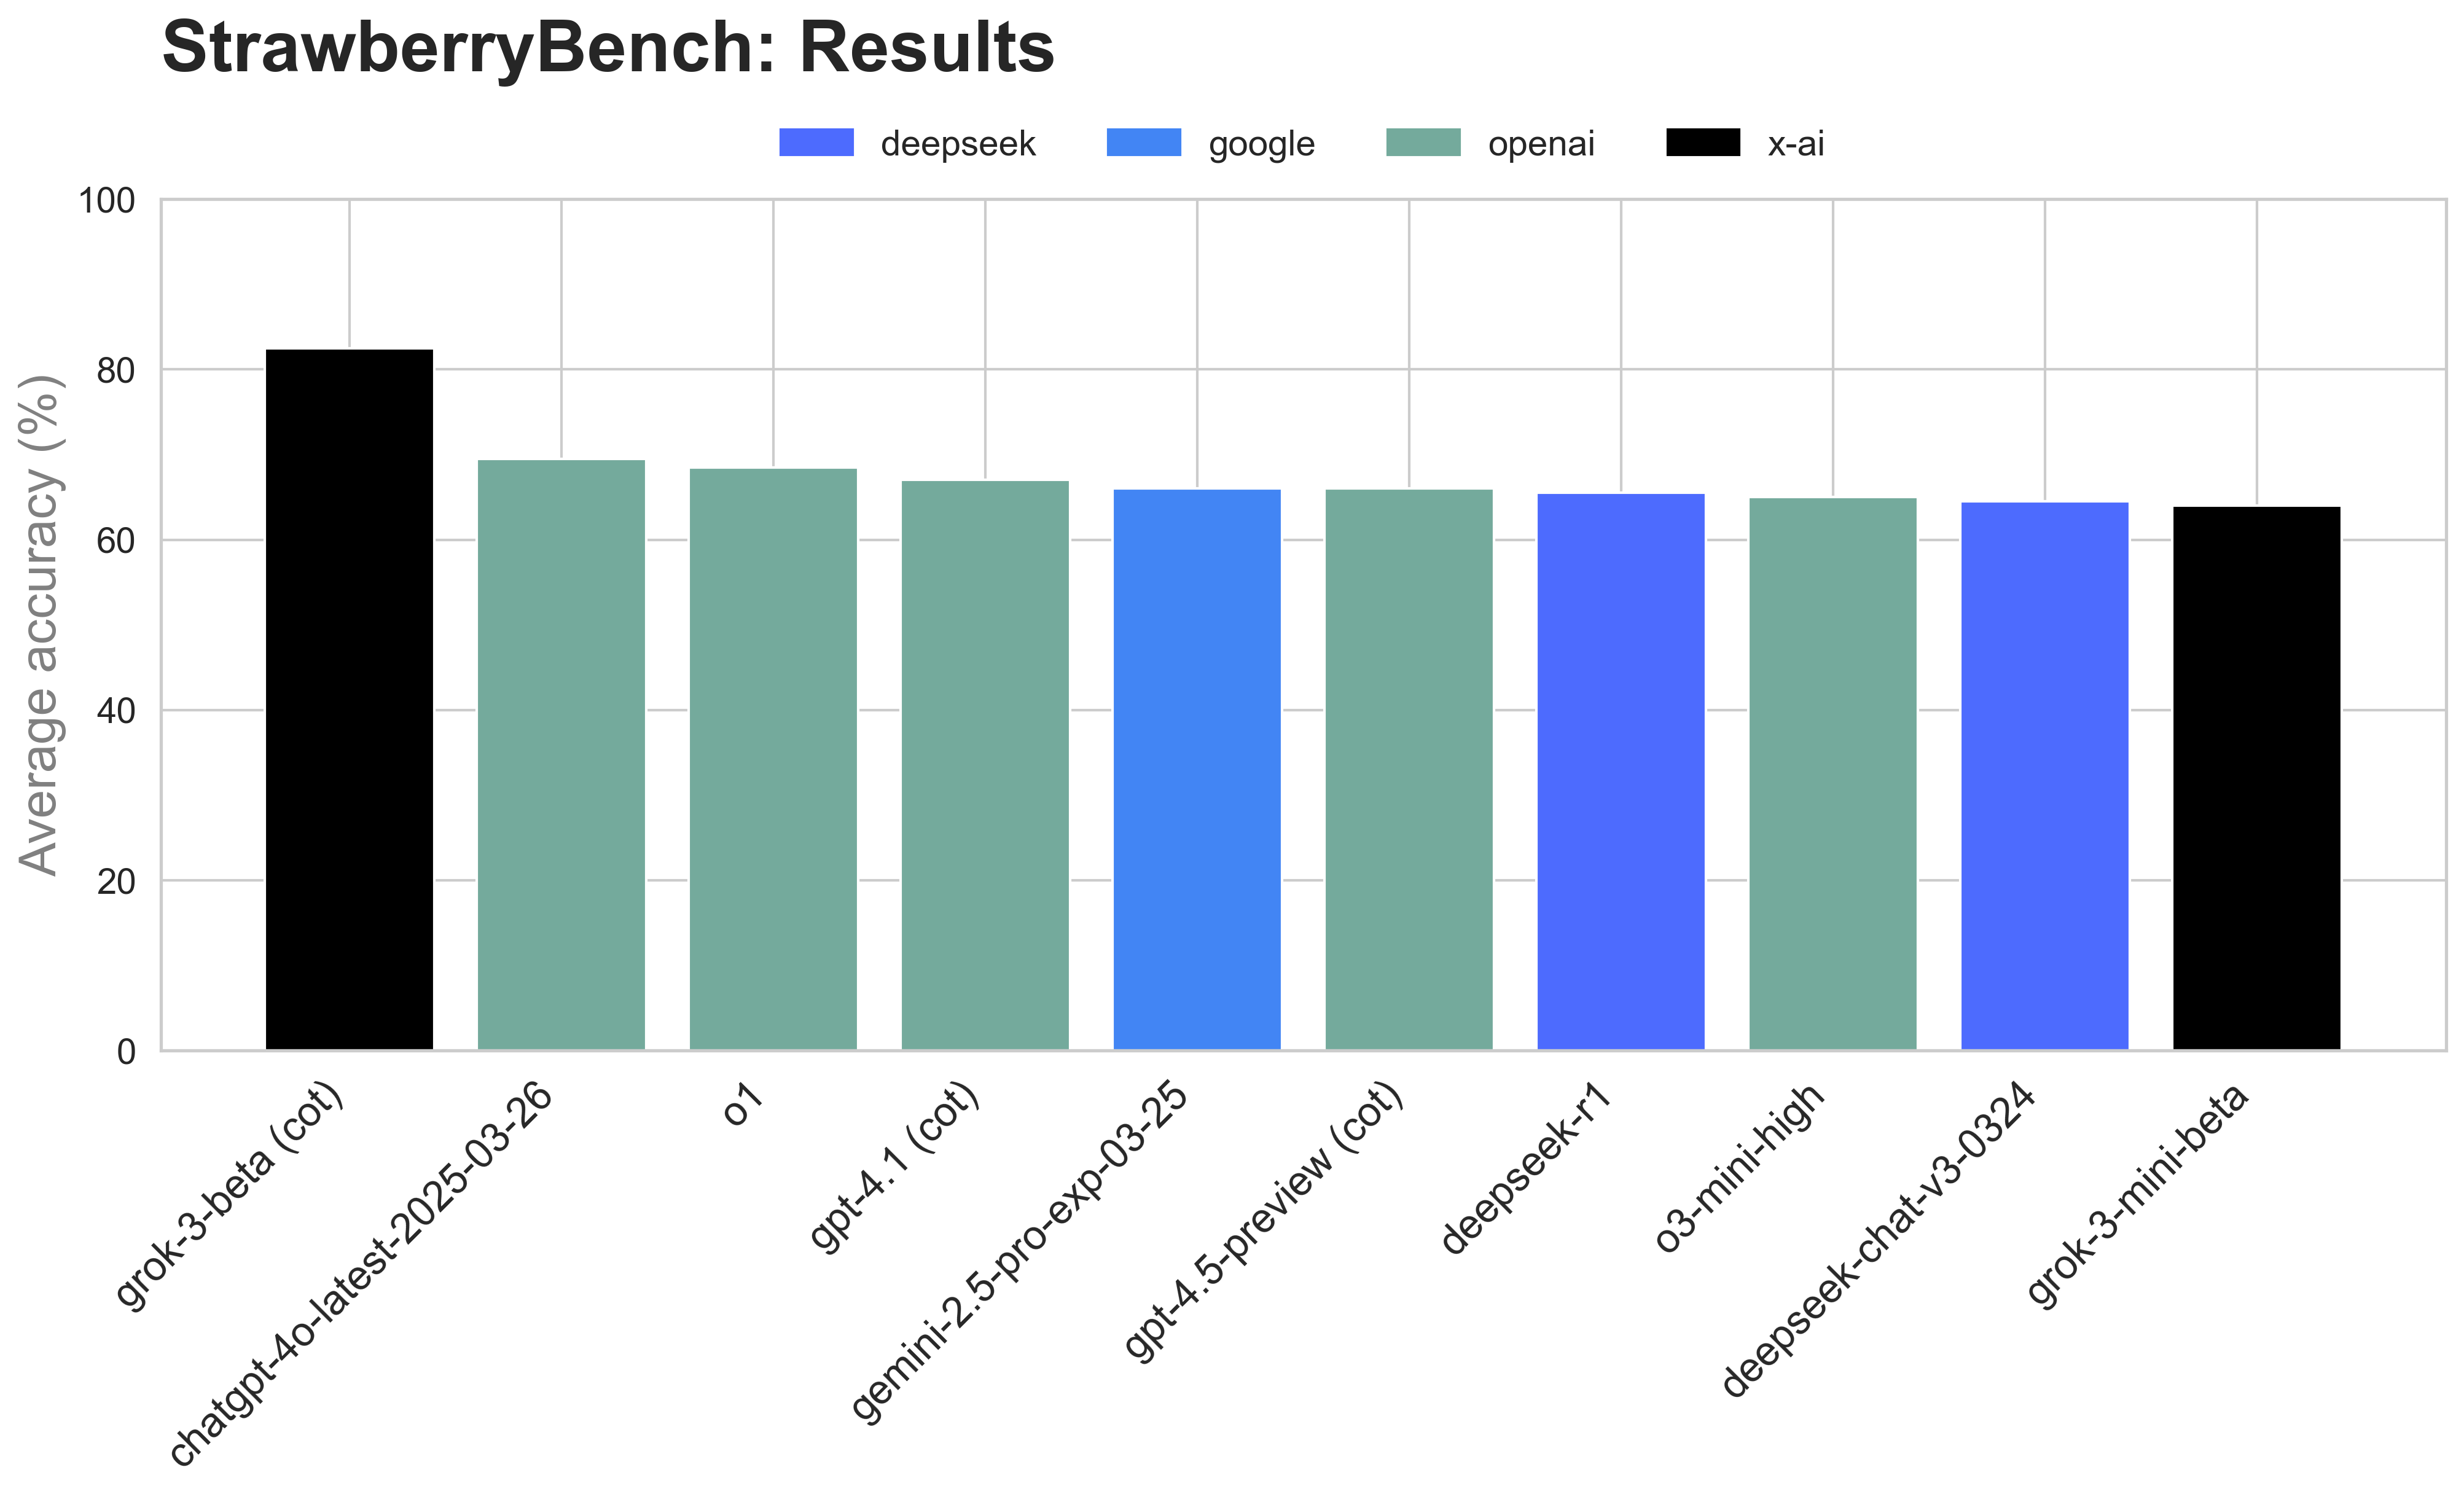 StrawberryBench: Results
deepseek google openai x-ai
Average accuracy (%)
100
80
60
40
20
0
grok-3-beta (cot)
chatgpt-4o-latest-2025-03-26
o1
gpt-4.1 (cot)
gemini-2.5-pro-exp-03-25
gpt-4.5-preview (cot)
deepseek-r1
o3-mini-high
deepseek-chat-v3-0324
grok-3-mini-beta